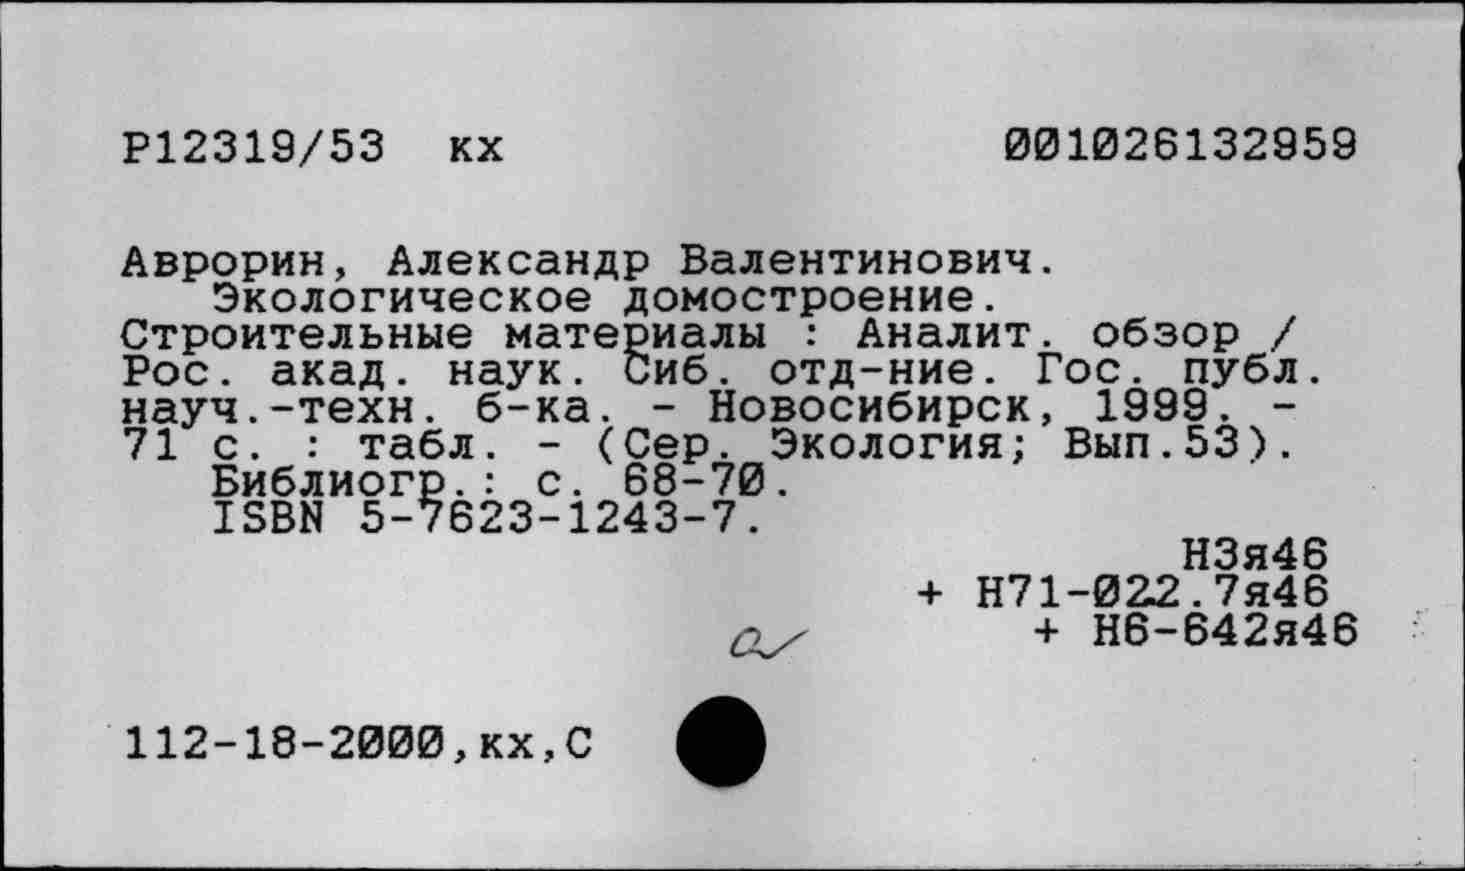 Р12319/53 кх 001026132959
Аврорин, Александр Валентинович.
Экологическое домостроение.
Строительные материалы : Аналит. обзор /
Рос. акад. наук. Сиб. отд-ние. Гос. публ.
науч.-техн. б-ка. - Новосибирск, 1999. -
71 с. : табл. - (Сер. Экология; Вып.53).
Библиогр.: с. 68-70.
ISBN 5-7623-1243-7.
Н3я46
+ Н71-022.7я46
+ Н6-642я46
112-18-2000,кх,С